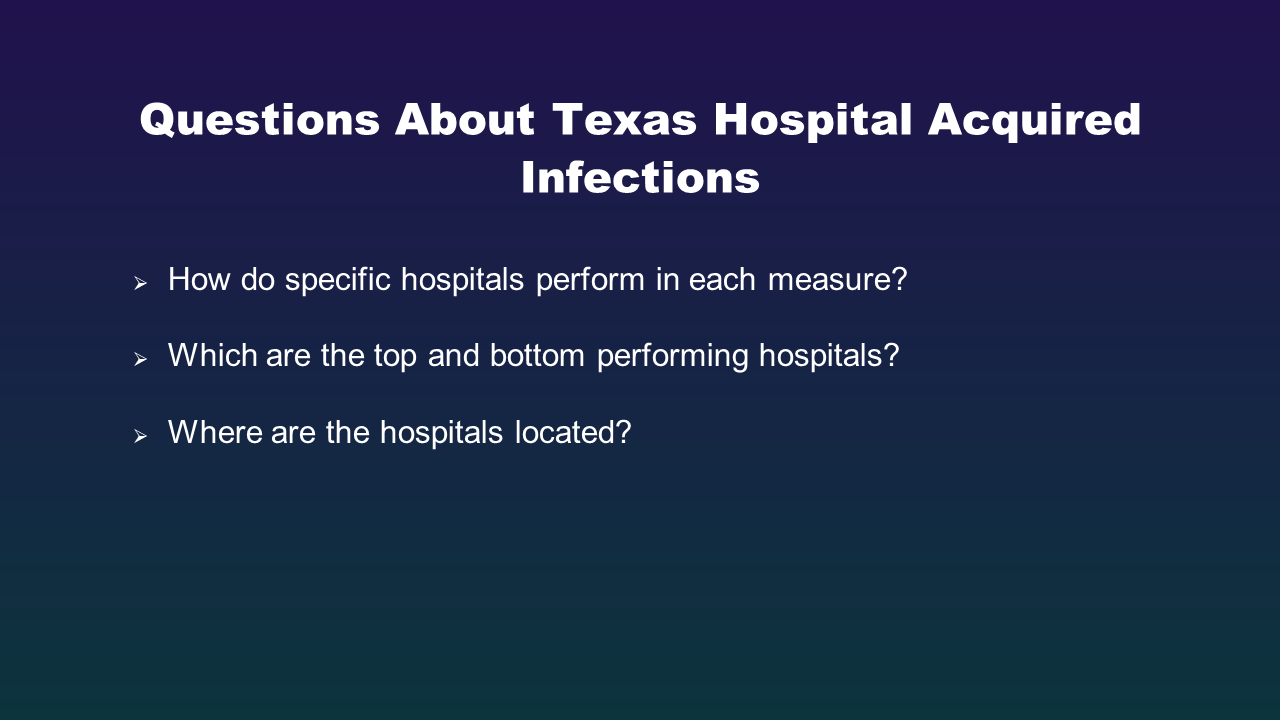 Questions About Texas Hospital Acquired
Infections
➢ How do specific hospitals perform in each measure?
➢ Which are the top and bottom performing hospitals?
➢ Where are the hospitals located?